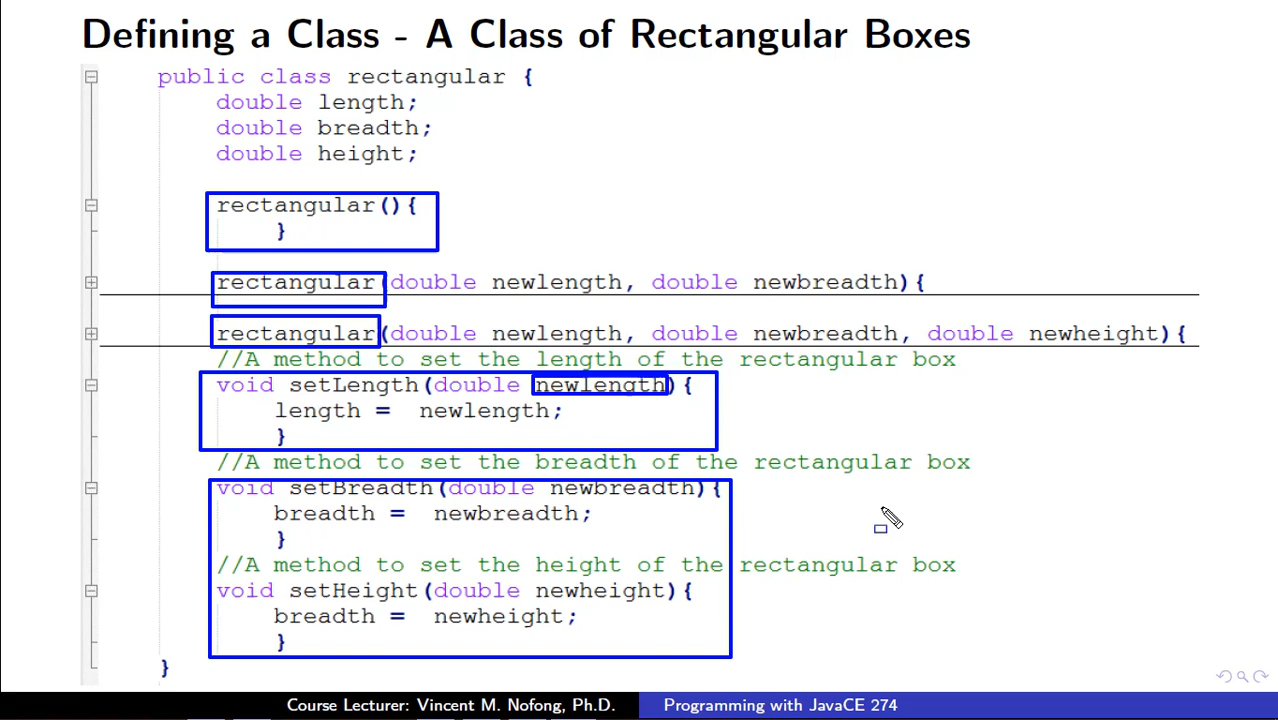 Defining a Class - A Class of Rectangular Boxes
public class rectangular {
double length;
double breadth;
double height;
rectangular(){
}
rectangular(double newlength, double newbreadth){
rectangular(double newlength, double newbreadth, double newheight){
//A method to set the length of the rectangular box
void setLength(double newlength){
length = newlength;
}
//A method to set the breadth of the rectangular box
void setBreadth(double newbreadth){
breadth = newbreadth;
}
//A method to set the height of the rectangular box
void setHeight(double newheight){
breadth = newheight;
}
}
Course Lecturer: Vincent M. Nofong, Ph.D. Programming with JavaCE 274